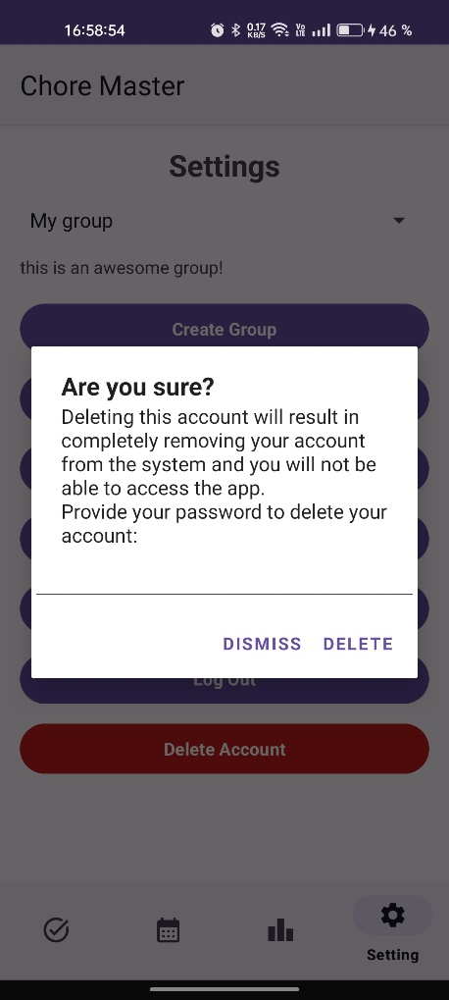 16:58:54
0.17 KB/S
Vo LTE
46 %
Chore Master
Settings
My group
this is an awesome group!
Create Group
Are you sure?
Deleting this account will result in
completely removing your account
from the system and you will not be
able to access the app.
Provide your password to delete your
account:
DISMISS DELETE
Log Out
Delete Account
Setting